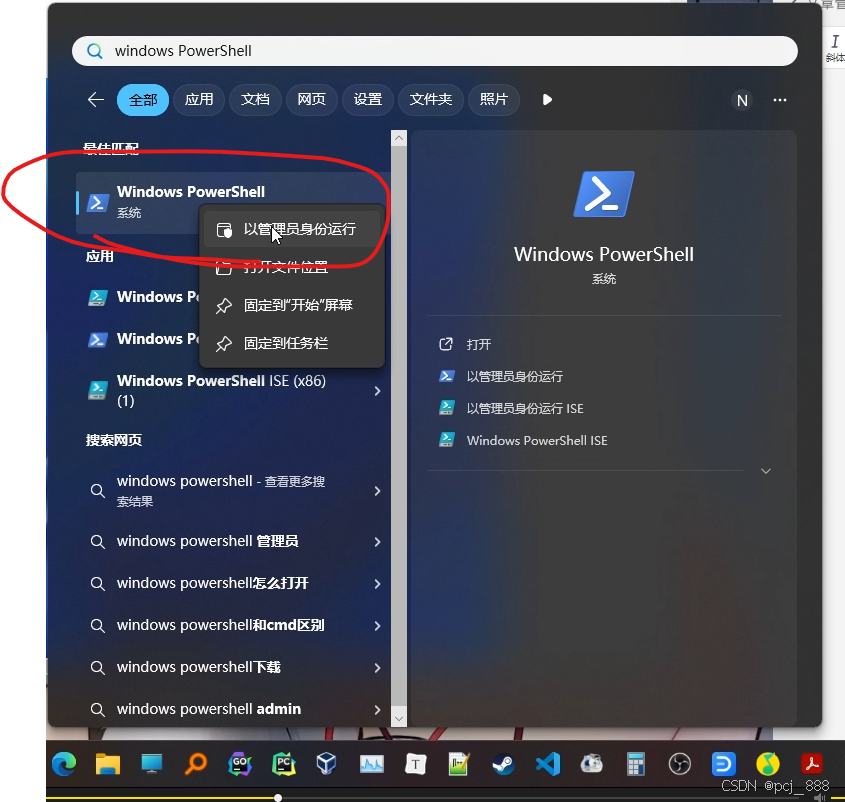 windows PowerShell
全部 应用 文档 网页 设置 文件夹 照片 N
斜体
最佳匹配
Windows PowerShell
系统
以管理员身份运行
打开文件位置
固定到“开始”屏幕
固定到任务栏
应用
Windows
Windows
Windows PowerShell ISE (x86)
(1)
搜索网页
windows powershell - 查看更多搜
索结果
windows powershell 管理员
windows powershell怎么打开
windows powershell和cmd区别
windows powershell下载
windows powershell admin
Windows PowerShell
系统
打开
以管理员身份运行
以管理员身份运行 ISE
Windows PowerShell ISE
CSDN @pcj_888